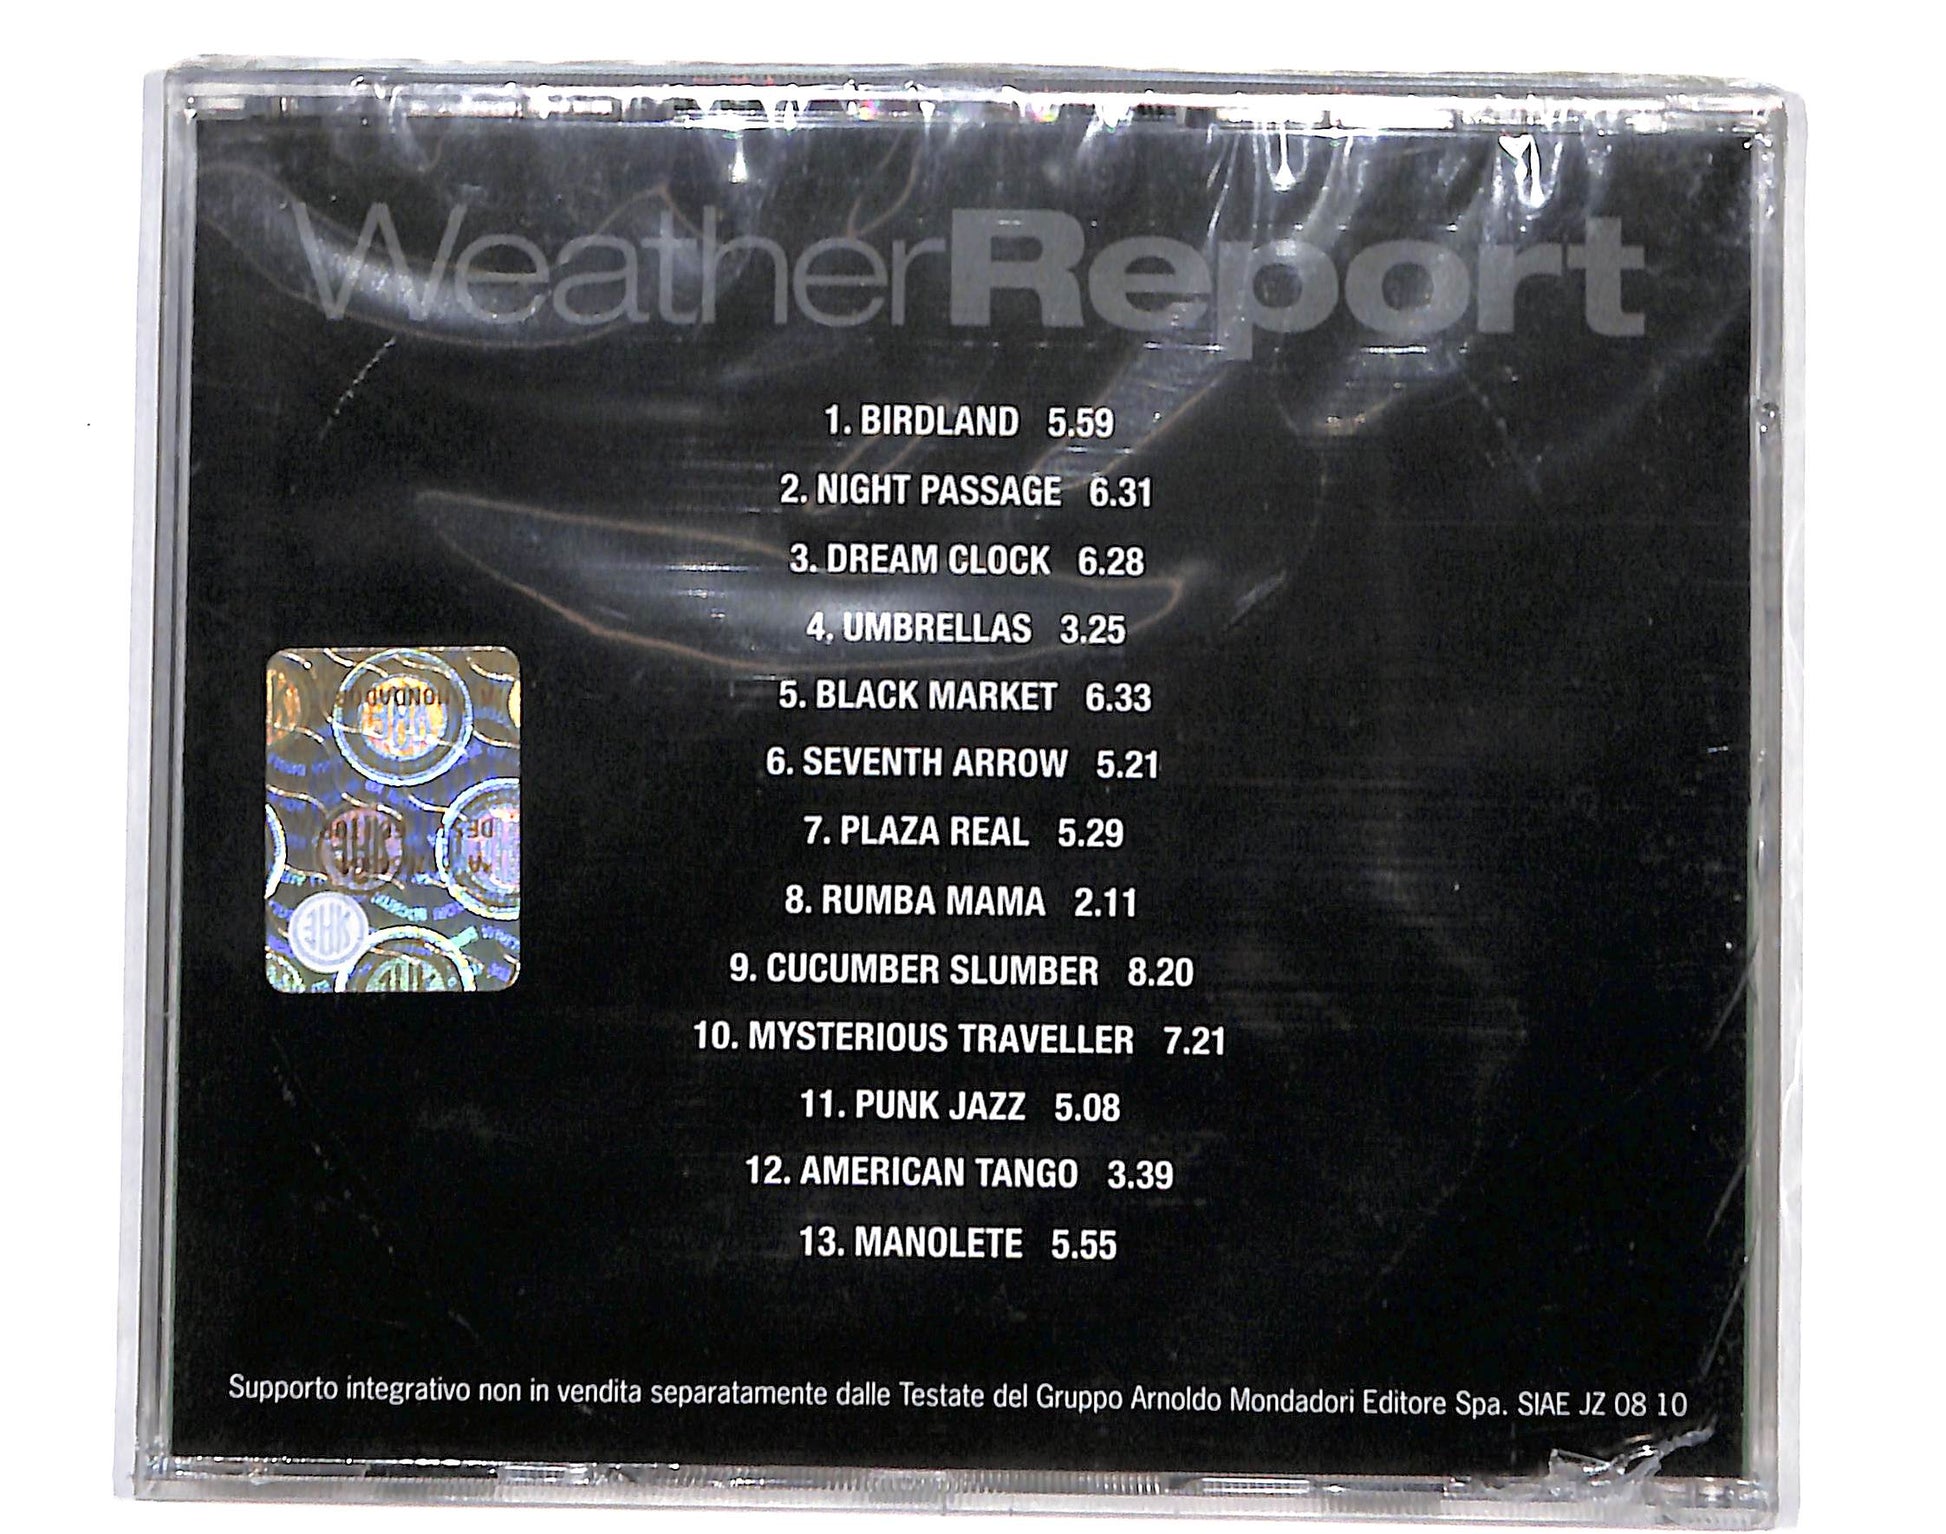 WeatherReport
1. BIRDLAND 5.59
2. NIGHT PASSAGE 6.31
3. DREAM CLOCK 6.28
4. UMBRELLAS 3.25
5. BLACK MARKET 6.33
6. SEVENTH ARROW 5.21
7. PLAZA REAL 5.29
8. RUMBA MAMA 2.11
9. CUCUMBER SLUMBER 8.20
10. MYSTERIOUS TRAVELLER 7.21
11. PUNK JAZZ 5.08
12. AMERICAN TANGO 3.39
13. MANOLETE 5.55
Supporto integrativo non in vendita separatamente dalle Testate del Gruppo Arnoldo Mondadori Editore Spa. SIAE JZ 08 10